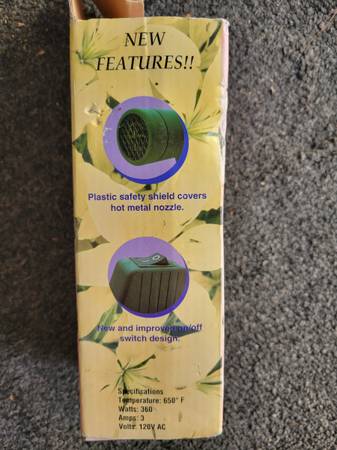 NEW
FEATURES!!
Plastic safety shield covers
hot metal nozzle.
New and improved on/off
switch design.
Specifications
Temperature: 650° F
Watts: 360
Amps: 3
Volts: 120V AC